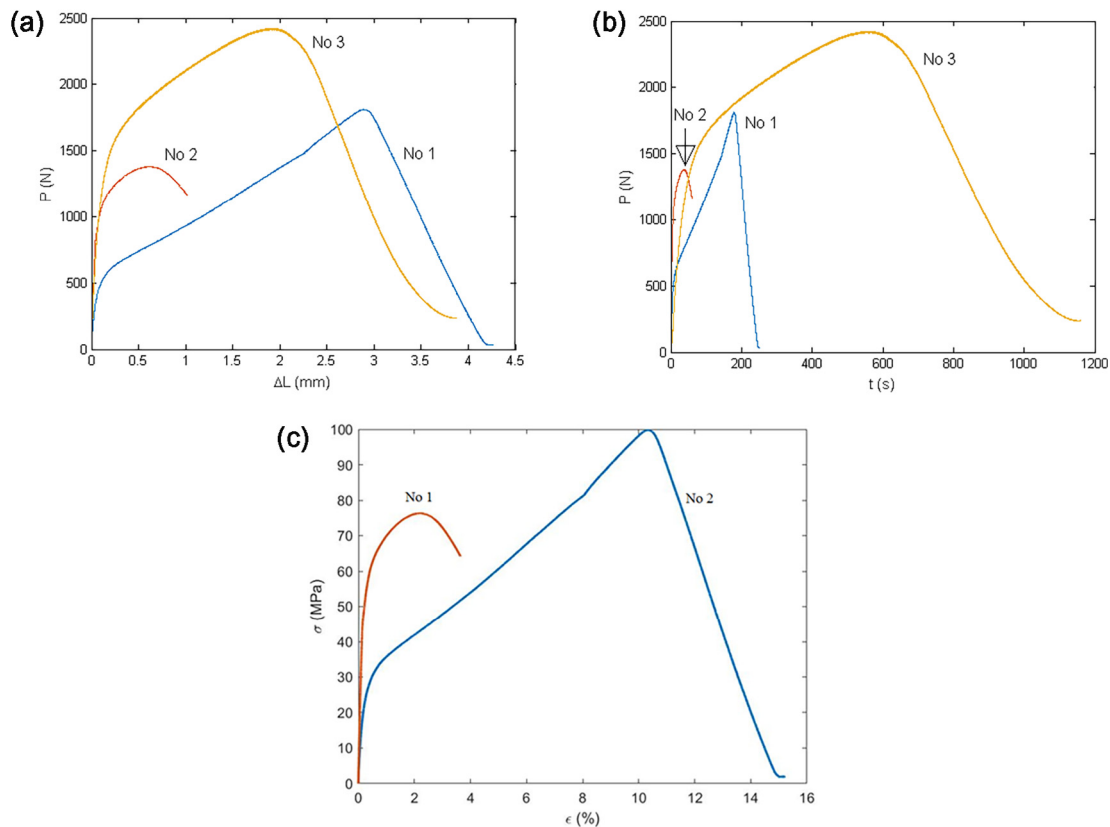 (a)
2500
2000
1500
1000
500
0
P (N)
0 0.5 1 1.5 2 2.5 3 3.5 4 4.5
ΔL (mm)
No 3
No 2
No 1
(b)
2500
2000
1500
1000
500
0
P (N)
0 200 400 600 800 1000 1200
t (s)
No 3
No 2
No 1
(c)
100
90
80
70
60
50
40
30
20
10
0
σ (MPa)
0 2 4 6 8 10 12 14 16
ϵ (%)
No 1
No 2